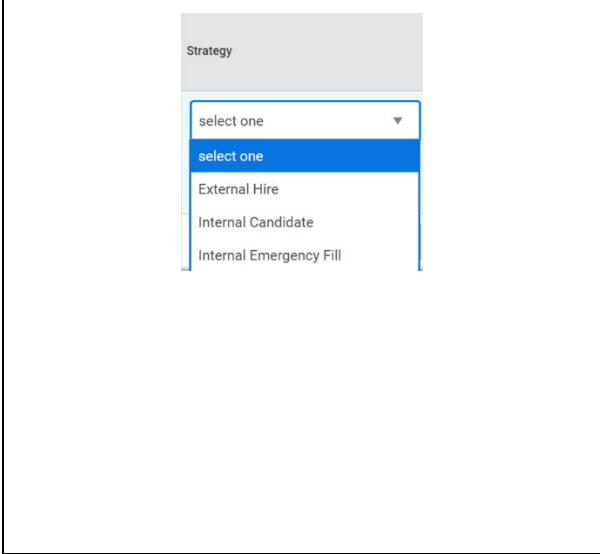 Strategy
select one
select one
External Hire
Internal Candidate
Internal Emergency Fill